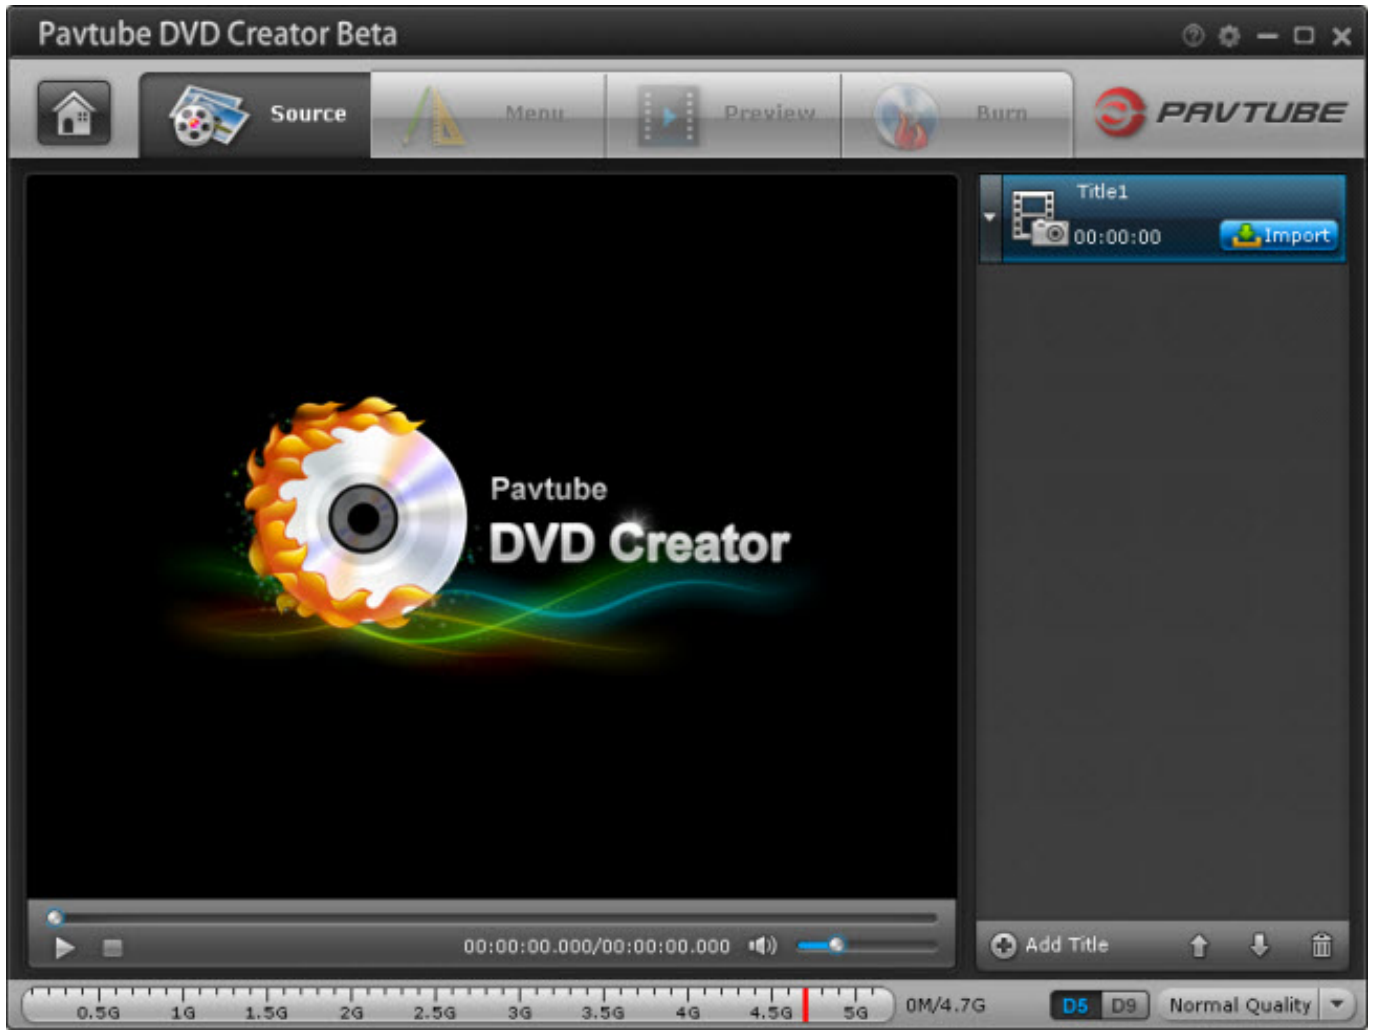 Pavtube DVD Creator Beta
Source
Menu
Preview
Burn
PAVTUBE
Title1
00:00:00
Import
Pavtube
DVD Creator
00:00:00.000/00:00:00.000
Add Title
0.5G 1G 1.5G 2G 2.5G 3G 3.5G 4G 4.5G 5G
0M/4.7G
D5 D9
Normal Quality